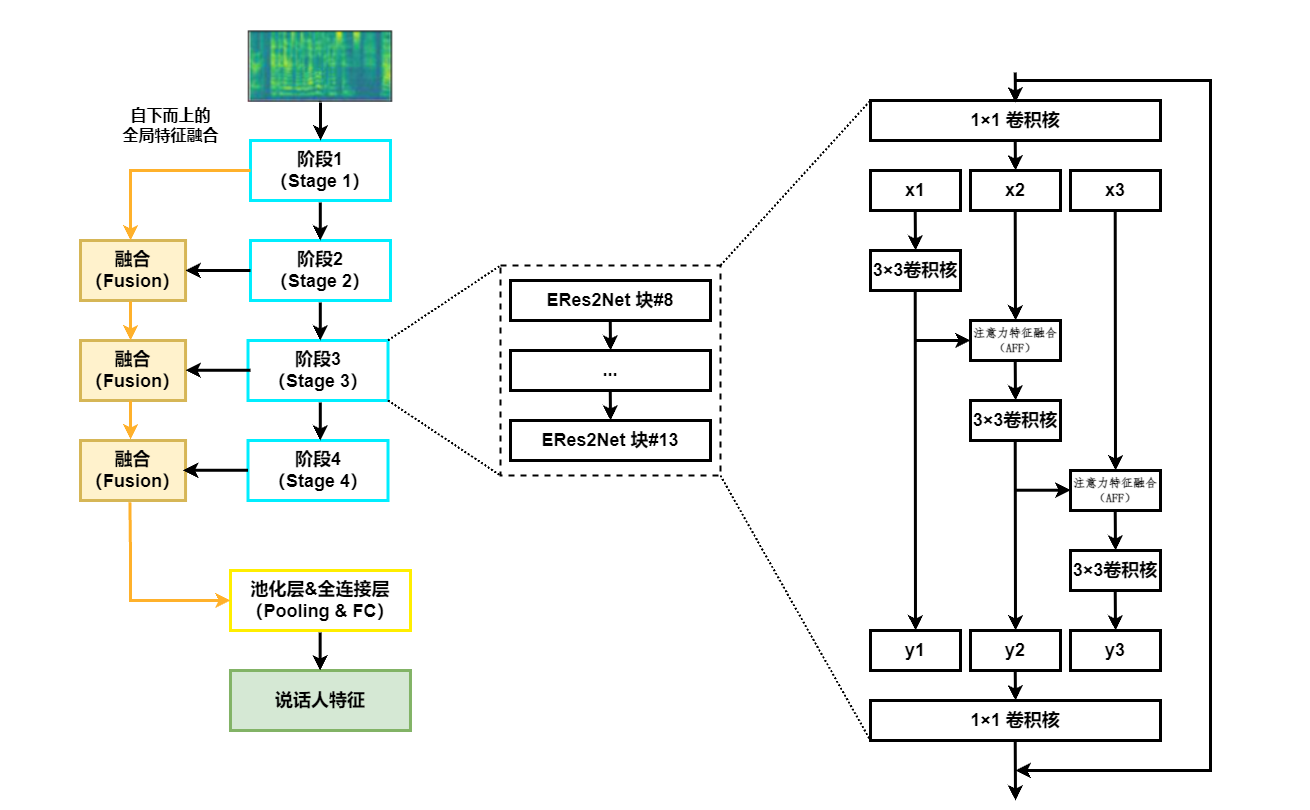 自下而上的
全局特征融合
阶段1
（Stage 1）
融合
（Fusion）
阶段2
（Stage 2）
融合
（Fusion）
阶段3
（Stage 3）
融合
（Fusion）
阶段4
（Stage 4）
池化层&全连接层
（Pooling & FC）
说话人特征
ERes2Net 块#8
...
ERes2Net 块#13
1×1 卷积核
x1
x2
x3
3×3卷积核
注意力特征融合
（AFF）
3×3卷积核
注意力特征融合
（AFF）
3×3卷积核
y1
y2
y3
1×1 卷积核